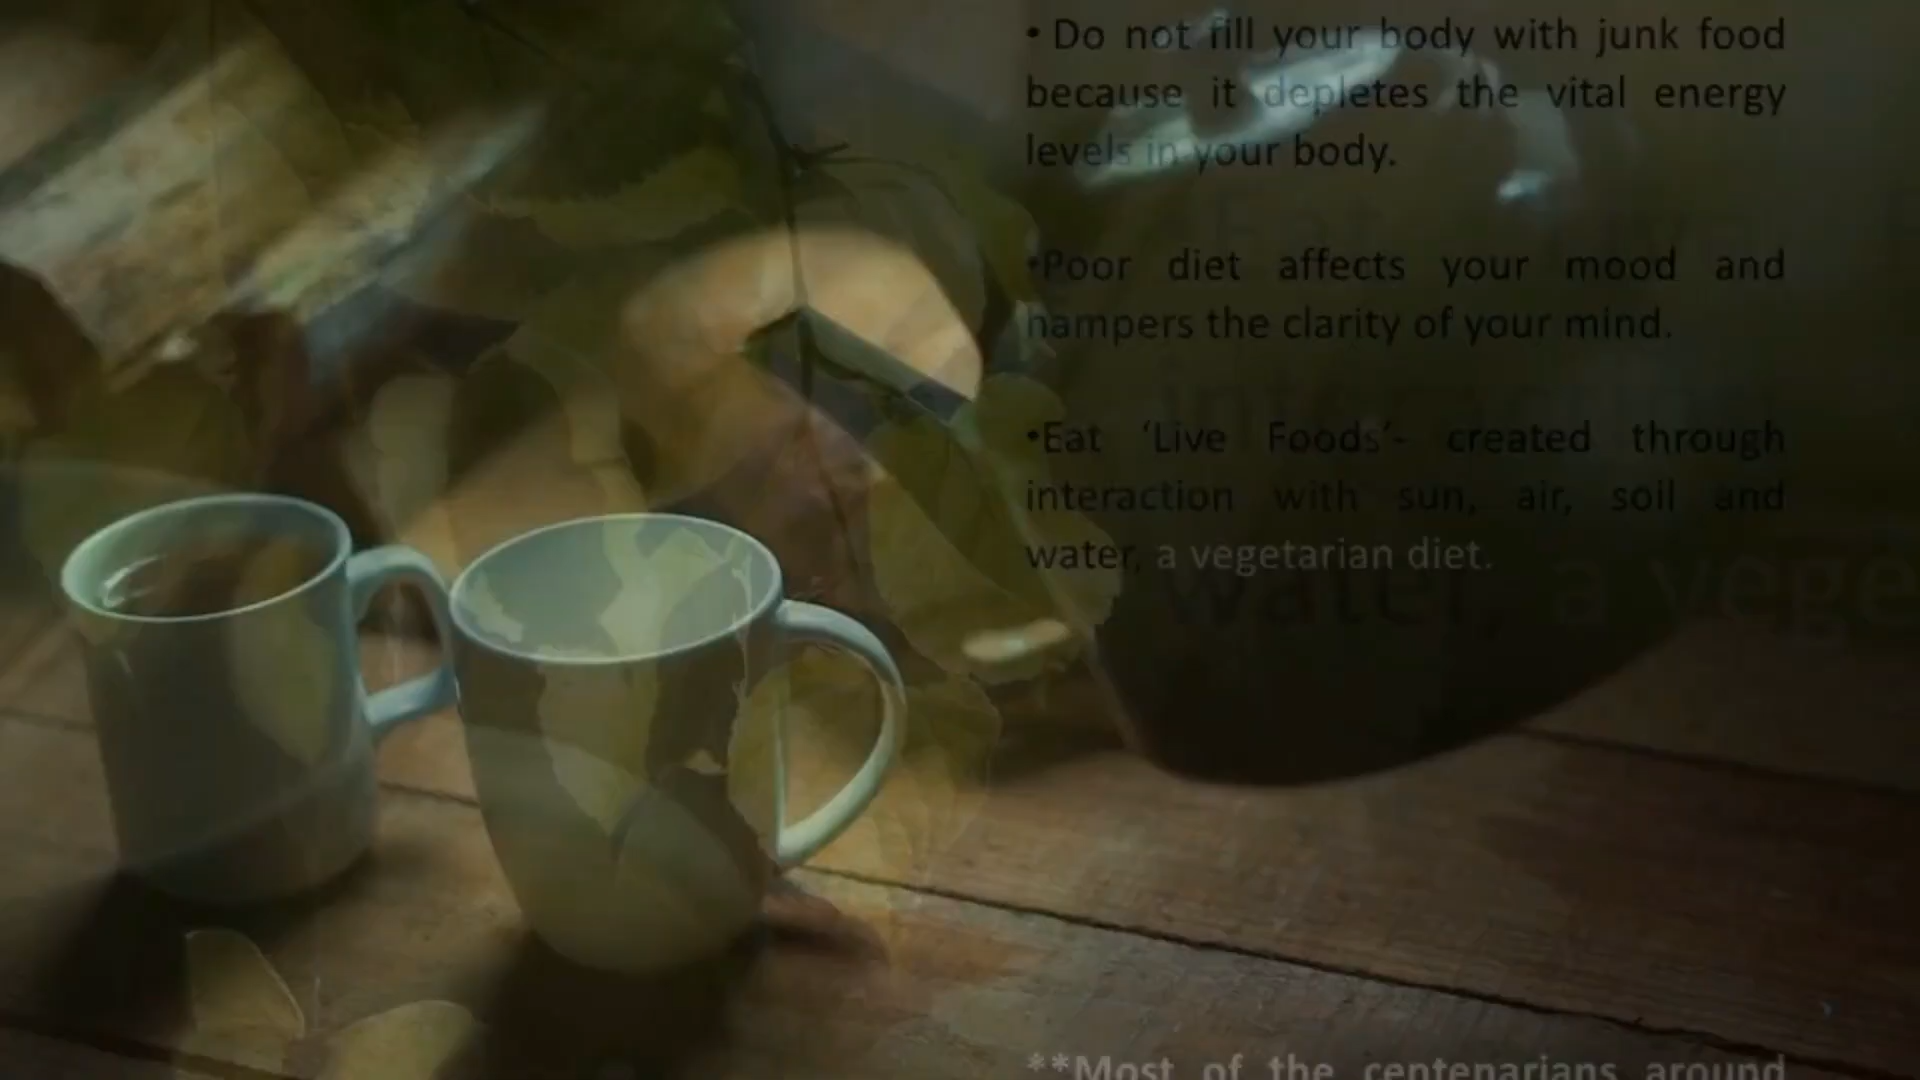 • Do not fill your body with junk food
because it depletes the vital energy
levels in your body.
•Poor diet affects your mood and
hampers the clarity of your mind.
•Eat ‘Live Foods’- created through
interaction with sun, air, soil and
water, a vegetarian diet.
water, a vege
**Most of the centenarians around